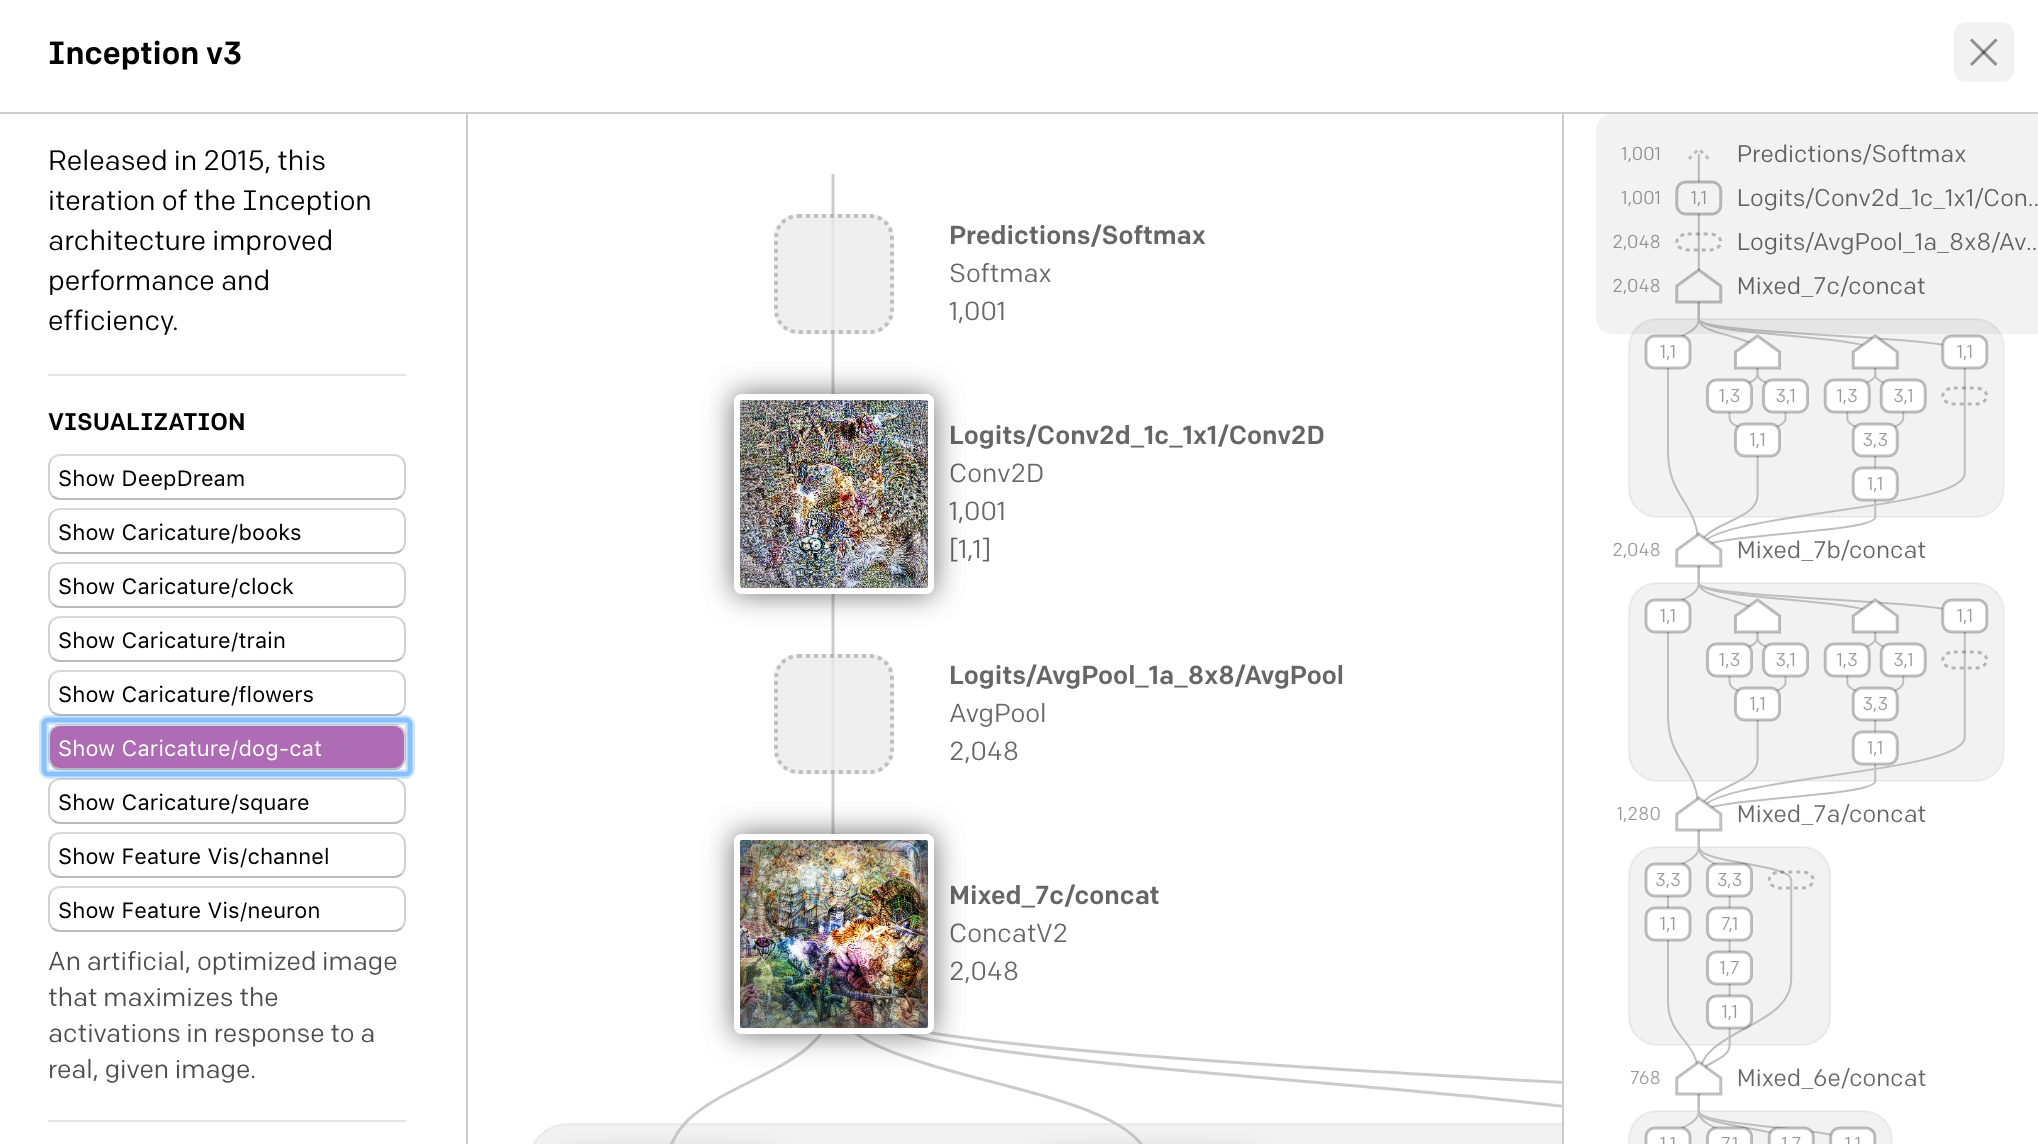 Inception v3
Released in 2015, this
iteration of the Inception
architecture improved
performance and
efficiency.
VISUALIZATION
Show DeepDream
Show Caricature/books
Show Caricature/clock
Show Caricature/train
Show Caricature/flowers
Show Caricature/dog-cat
Show Caricature/square
Show Feature Vis/channel
Show Feature Vis/neuron
An artificial, optimized image
that maximizes the
activations in response to a
real, given image.
Predictions/Softmax
Softmax
1,001
Logits/Conv2d_1c_1x1/Conv2D
Conv2D
1,001
[1,1]
Logits/AvgPool_1a_8x8/AvgPool
AvgPool
2,048
Mixed_7c/concat
ConcatV2
2,048
1,001 Predictions/Softmax
1,001 1,1 Logits/Conv2d_1c_1x1/Con..
2,048 Logits/AvgPool_1a_8x8/Av..
2,048 Mixed_7c/concat
1,1 1,1
1,3 3,1 1,3 3,1
1,1 3,3
1,1
2,048 Mixed_7b/concat
1,1 1,1
1,3 3,1 1,3 3,1
1,1 3,3
1,1
1,280 Mixed_7a/concat
3,3 3,3
1,1 7,1
1,7
1,1
768 Mixed_6e/concat
1,1 7,1 1,7 1,1